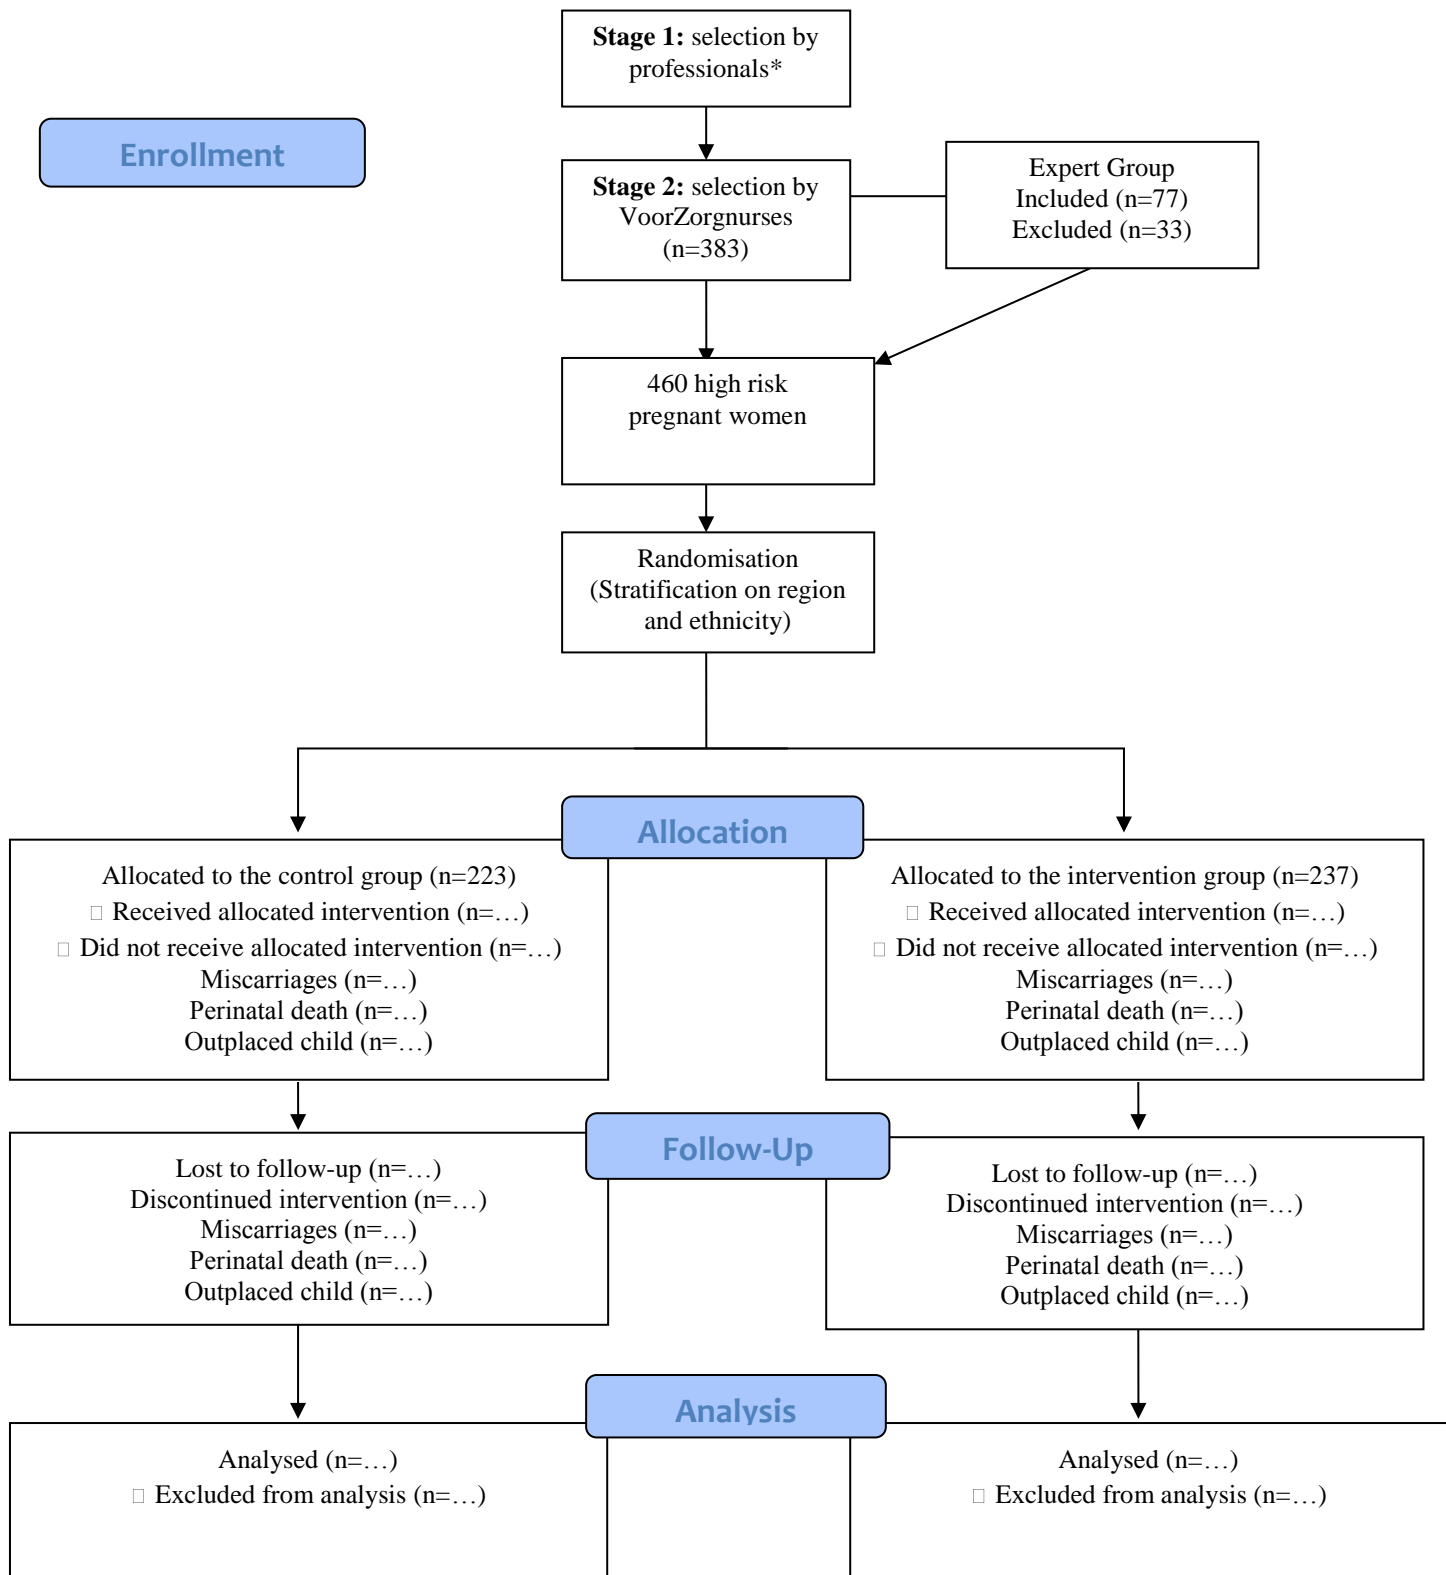 Stage 1: selection by
professionals*
Enrollment
Stage 2: selection by
VoorZorgnurses
(n=383)
Expert Group
Included (n=77)
Excluded (n=33)
460 high risk
pregnant women
Randomisation
(Stratification on region
and ethnicity)
Allocation
Allocated to the control group (n=223)
□ Received allocated intervention (n=…)
□ Did not receive allocated intervention (n=…)
Miscarriages (n=…)
Perinatal death (n=…)
Outplaced child (n=…)
Allocated to the intervention group (n=237)
□ Received allocated intervention (n=…)
□ Did not receive allocated intervention (n=…)
Miscarriages (n=…)
Perinatal death (n=…)
Outplaced child (n=…)
Follow-Up
Lost to follow-up (n=…)
Discontinued intervention (n=…)
Miscarriages (n=…)
Perinatal death (n=…)
Outplaced child (n=…)
Lost to follow-up (n=…)
Discontinued intervention (n=…)
Miscarriages (n=…)
Perinatal death (n=…)
Outplaced child (n=…)
Analysis
Analysed (n=…)
□ Excluded from analysis (n=…)
Analysed (n=…)
□ Excluded from analysis (n=…)